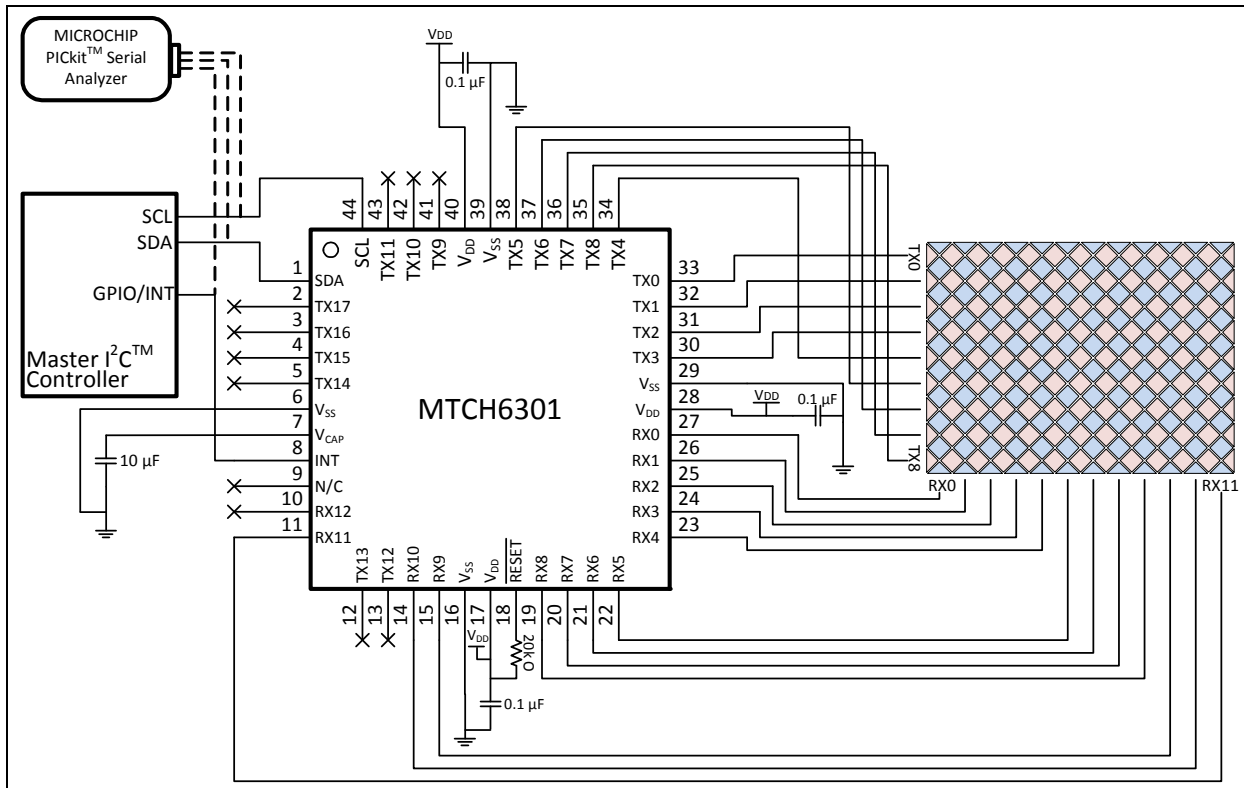 MICROCHIP
PICkit™ Serial
Analyzer
VDD
0.1 µF
SCL
SDA
GPIO/INT
Master I²C™
Controller
44
43
42
41
40
39
38
37
36
35
34
SCL
TX11
TX10
TX9
VDD
VSS
TX5
TX6
TX7
TX8
TX4
1
SDA
2
TX17
3
TX16
4
TX15
5
TX14
6
VSS
7
VCAP
8
INT
9
N/C
10
RX12
11
RX11
10 µF
MTCH6301
33
TX0
32
TX1
31
TX2
30
TX3
29
VSS
28
VDD
27
RX0
26
RX1
25
RX2
24
RX3
23
RX4
VDD
0.1 µF
TX0
TX8
RX0
RX11
TX13
TX12
RX10
RX9
VSS
VDD
RESET
RX8
RX7
RX6
RX5
12
13
14
15
16
17
18
19
20
21
22
VDD
20kΩ
0.1 µF